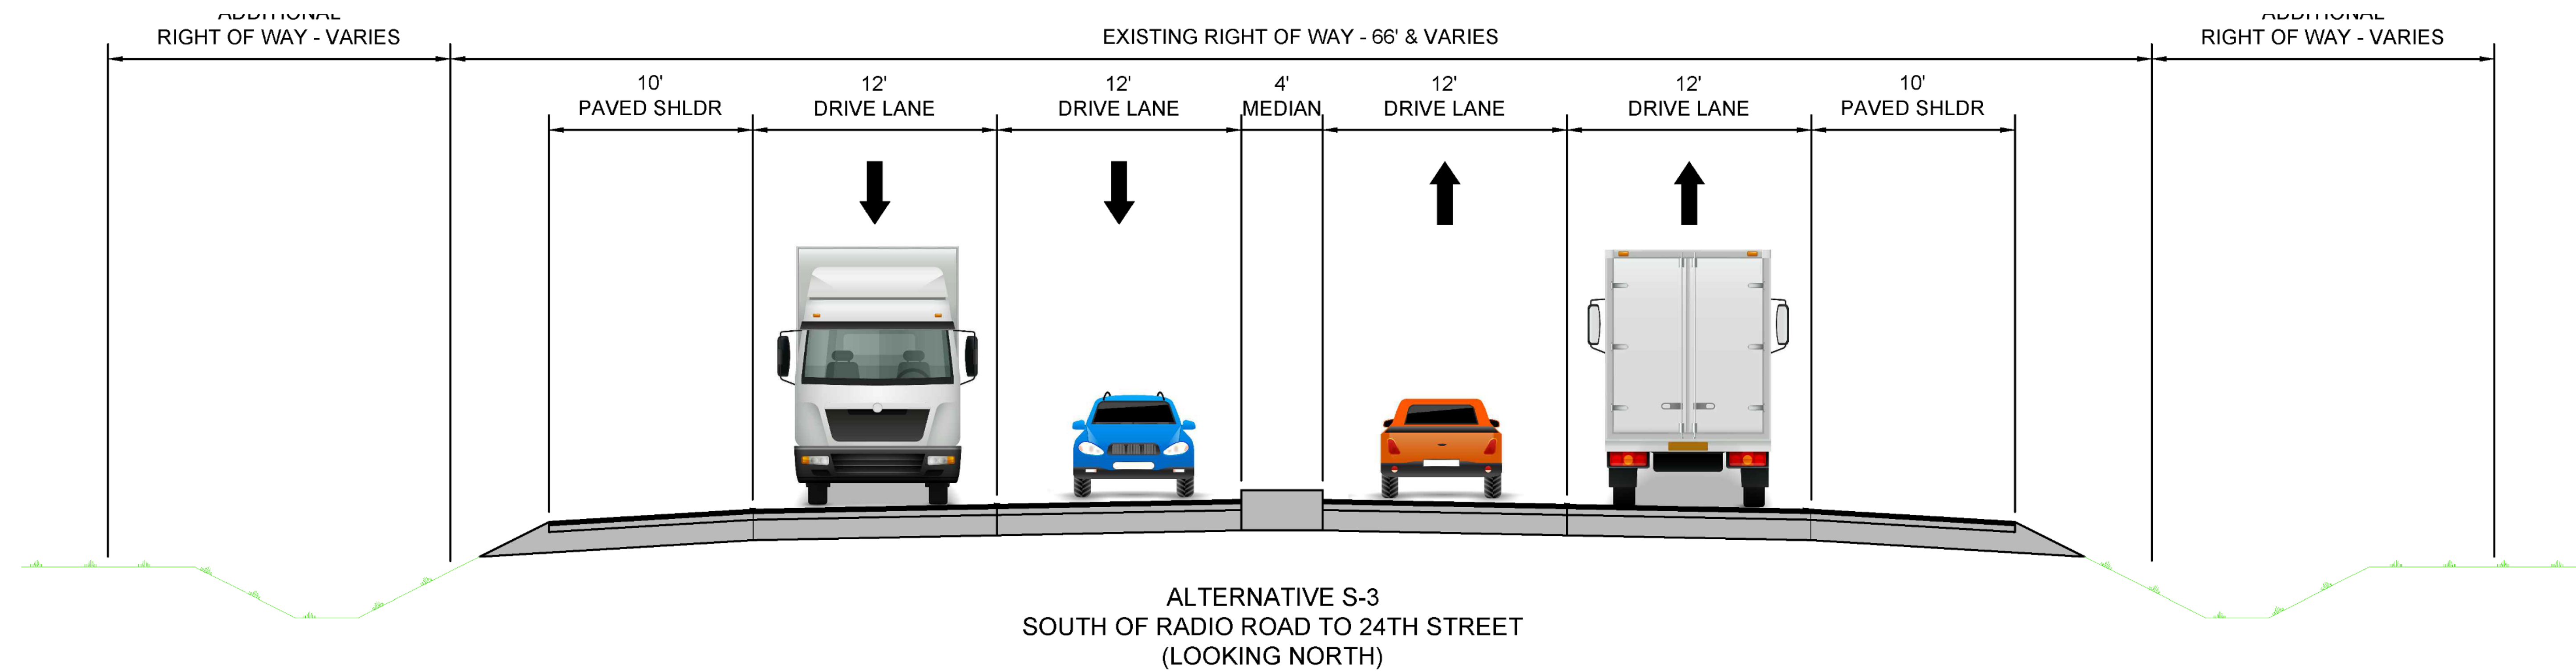 ADDITIONAL
RIGHT OF WAY - VARIES
EXISTING RIGHT OF WAY - 66' & VARIES
ADDITIONAL
RIGHT OF WAY - VARIES
10'
PAVED SHLDR
12'
DRIVE LANE
12'
DRIVE LANE
4'
MEDIAN
12'
DRIVE LANE
12'
DRIVE LANE
10'
PAVED SHLDR
ALTERNATIVE S-3
SOUTH OF RADIO ROAD TO 24TH STREET
(LOOKING NORTH)